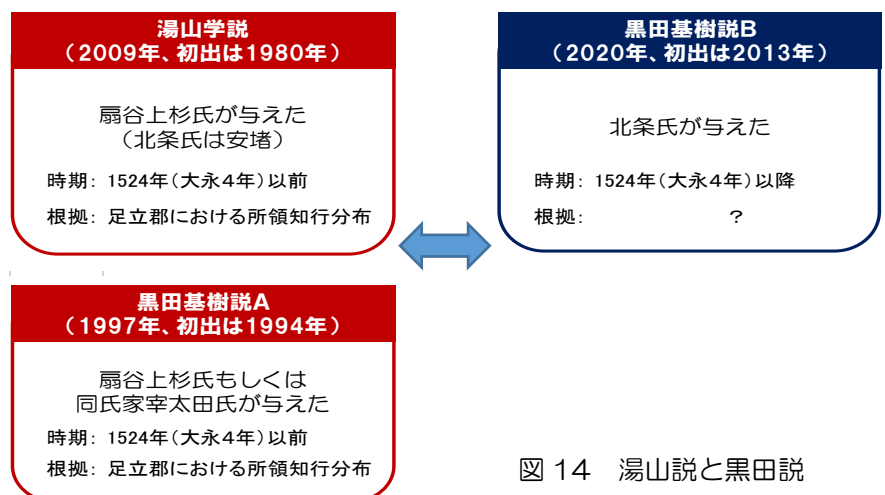 湯山学説
（2009年、初出は1980年）
扇谷上杉氏が与えた
（北条氏は安堵）
時期: 1524年(大永4年)以前
根拠: 足立郡における所領知行分布
黒田基樹説B
（2020年、初出は2013年）
北条氏が与えた
時期: 1524年(大永4年)以降
根拠: ?
黒田基樹説A
（1997年、初出は1994年）
扇谷上杉氏もしくは
同氏家宰太田氏が与えた
時期: 1524年(大永4年)以前
根拠: 足立郡における所領知行分布
図 14 湯山説と黒田説